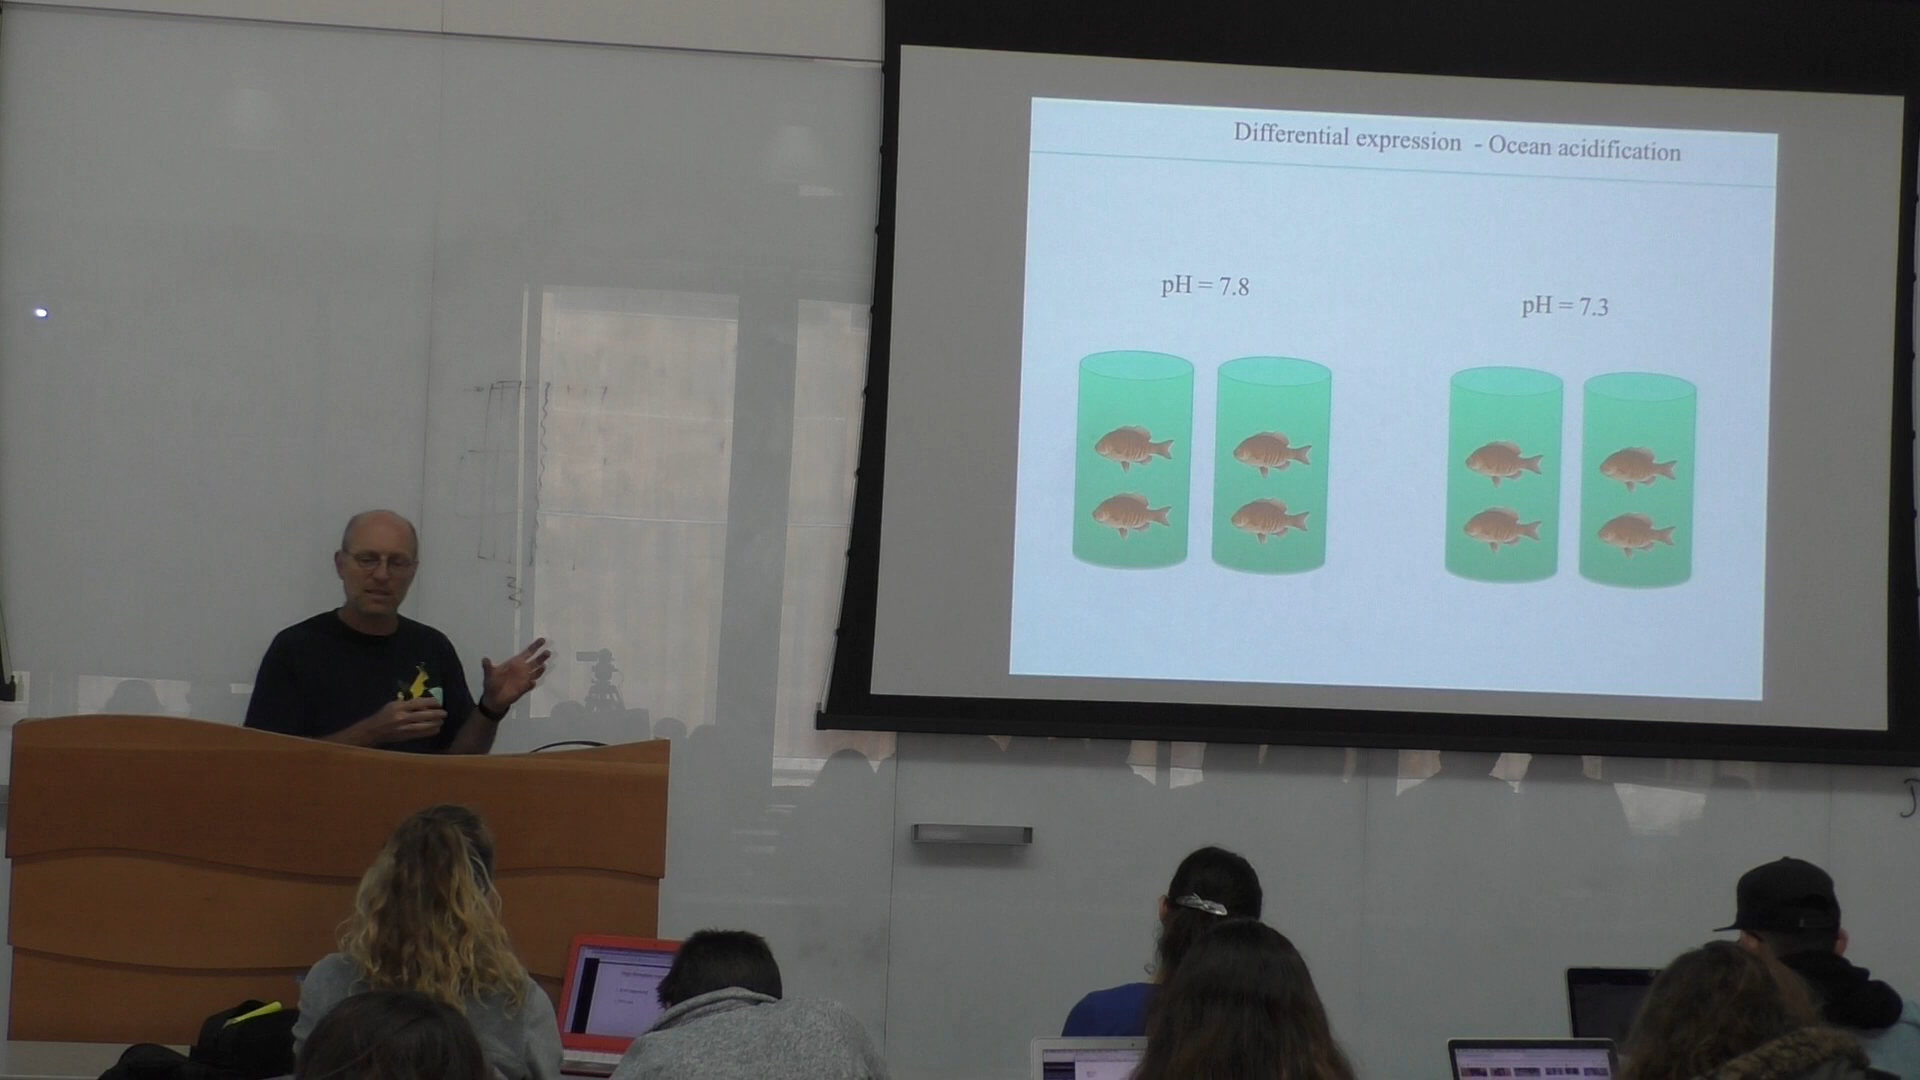 Differential expression - Ocean acidification
pH = 7.8
pH = 7.3